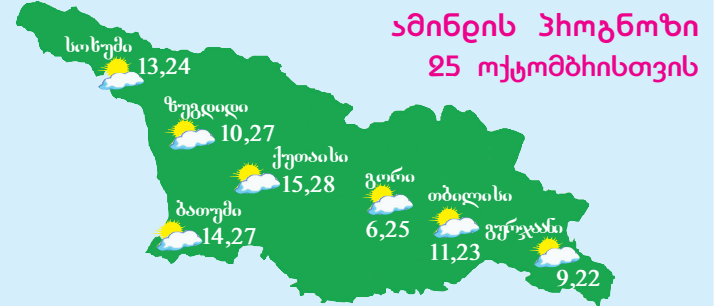 ამინდის პროგნოზი
25 ოქტომბრისთვის
სოხუმი
13,24
ზუგდიდი
10,27
ქუთაისი
15,28
გორი
6,25
თბილისი
11,23
ბათუმი
14,27
გურჯაანი
9,22